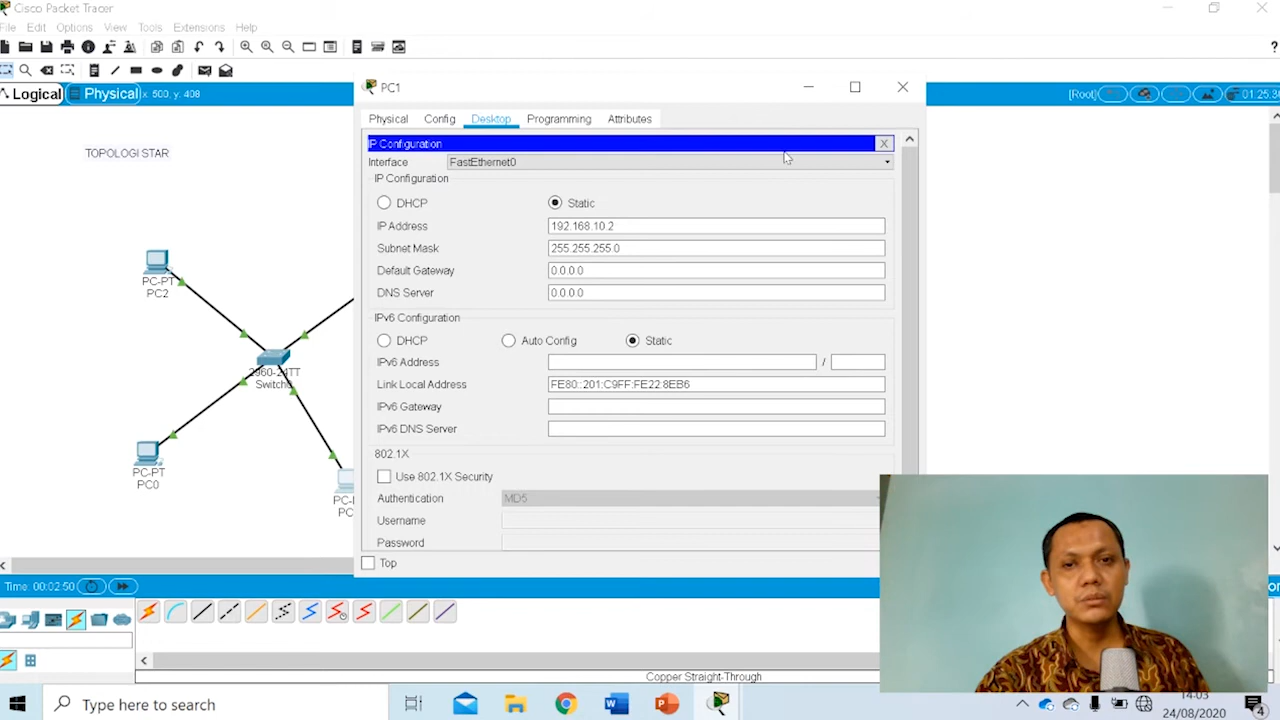 Cisco Packet Tracer
File Edit Options View Tools Extensions Help
?
Logical Physical x: 500, y: 408
[Root]
TOPOLOGI STAR
PC-PT
PC2
2960-24TT
PC-PT
PC0
PC1
Physical Config Desktop Programming Attributes
IP Configuration X
Interface FastEthernet0
IP Configuration
DHCP Static
IP Address 192.168.10.2
Subnet Mask 255.255.255.0
Default Gateway 0.0.0.0
DNS Server 0.0.0.0
IPv6 Configuration
DHCP Auto Config Static
IPv6 Address /
Link Local Address FE80::201:C9FF:FE22:8EB6
IPv6 Gateway
IPv6 DNS Server
802.1X
Use 802.1X Security
Authentication MD5
Username
Password
Top
Time: 00:02:50
Copper Straight-Through
Type here to search
14:03
24/08/2020
4